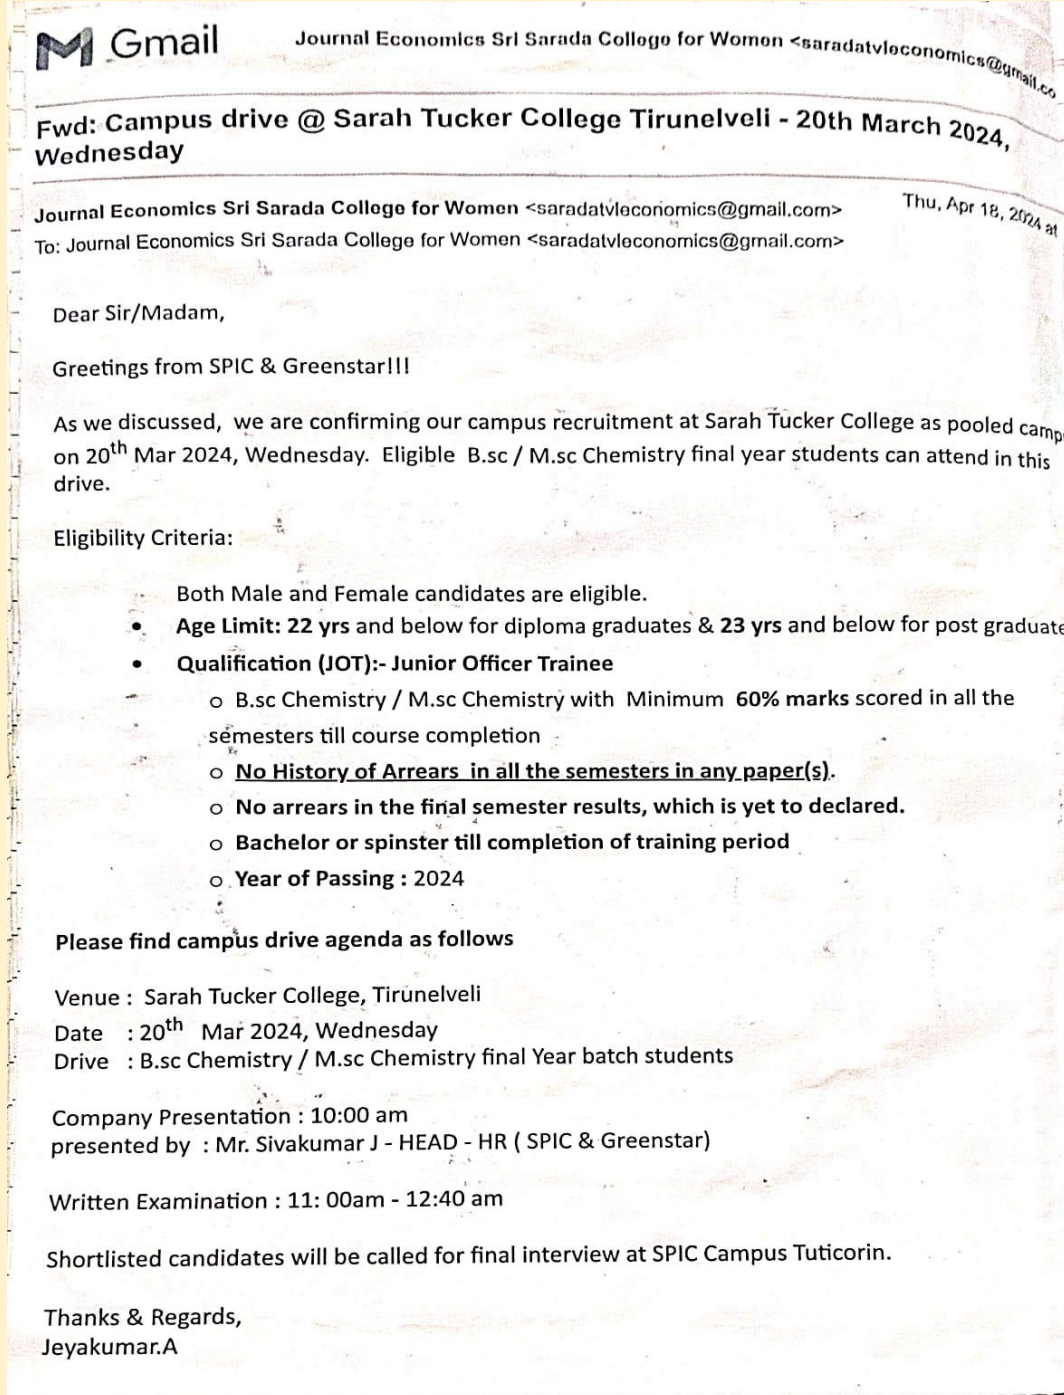 M Gmail
Journal Economics Sri Sarada College for Women <saradatvleconomics@gmail.co
Fwd: Campus drive @ Sarah Tucker College Tirunelveli - 20th March 2024,
Wednesday
Journal Economics Sri Sarada College for Women <saradatvleconomics@gmail.com>
Thu, Apr 18, 2024 at
To: Journal Economics Sri Sarada College for Women <saradatvleconomics@gmail.com>
Dear Sir/Madam,
Greetings from SPIC & Greenstar!!!
As we discussed, we are confirming our campus recruitment at Sarah Tucker College as pooled camp
on 20th Mar 2024, Wednesday. Eligible B.sc / M.sc Chemistry final year students can attend in this
drive.
Eligibility Criteria:
Both Male and Female candidates are eligible.
• Age Limit: 22 yrs and below for diploma graduates & 23 yrs and below for post graduate
• Qualification (JOT):- Junior Officer Trainee
o B.sc Chemistry / M.sc Chemistry with Minimum 60% marks scored in all the
semesters till course completion
o No History of Arrears in all the semesters in any paper(s).
o No arrears in the final semester results, which is yet to declared.
o Bachelor or spinster till completion of training period
o Year of Passing : 2024
Please find campus drive agenda as follows
Venue : Sarah Tucker College, Tirunelveli
Date : 20th Mar 2024, Wednesday
Drive : B.sc Chemistry / M.sc Chemistry final Year batch students
Company Presentation : 10:00 am
presented by : Mr. Sivakumar J - HEAD - HR ( SPIC & Greenstar)
Written Examination : 11: 00am - 12:40 am
Shortlisted candidates will be called for final interview at SPIC Campus Tuticorin.
Thanks & Regards,
Jeyakumar.A